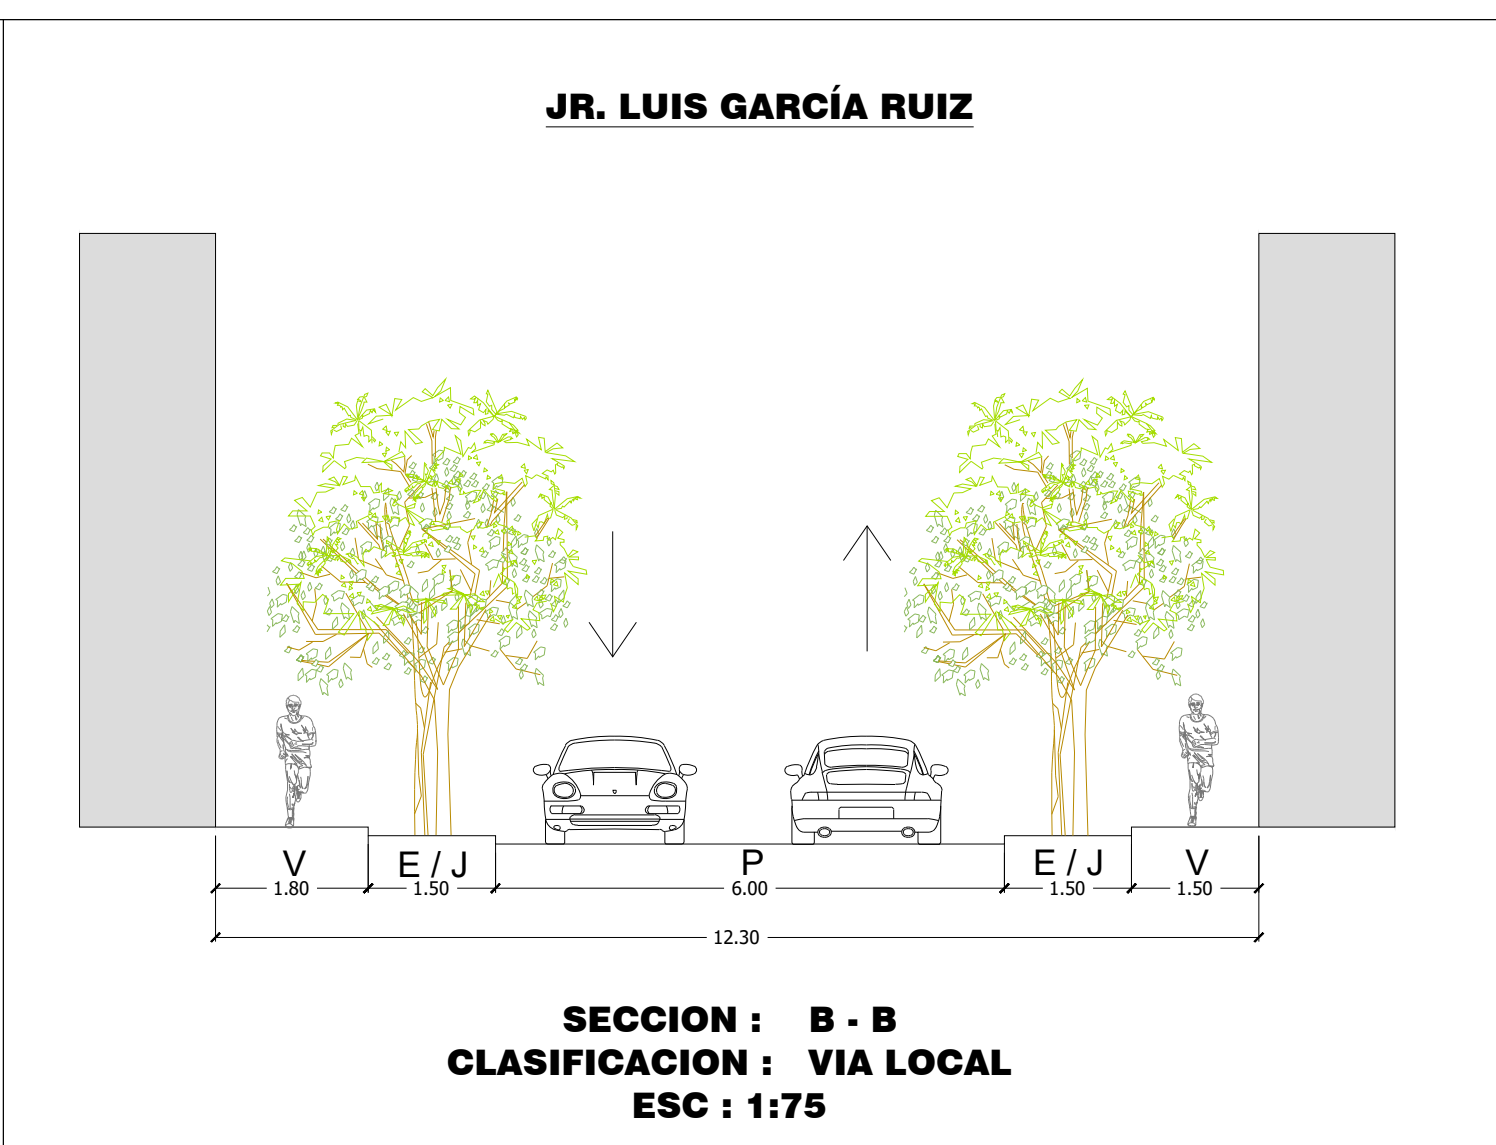 JR. LUIS GARCÍA RUIZ
V E / J P E / J V
1.80 1.50 6.00 1.50 1.50
12.30
SECCION : B - B
CLASIFICACION : VIA LOCAL
ESC : 1:75